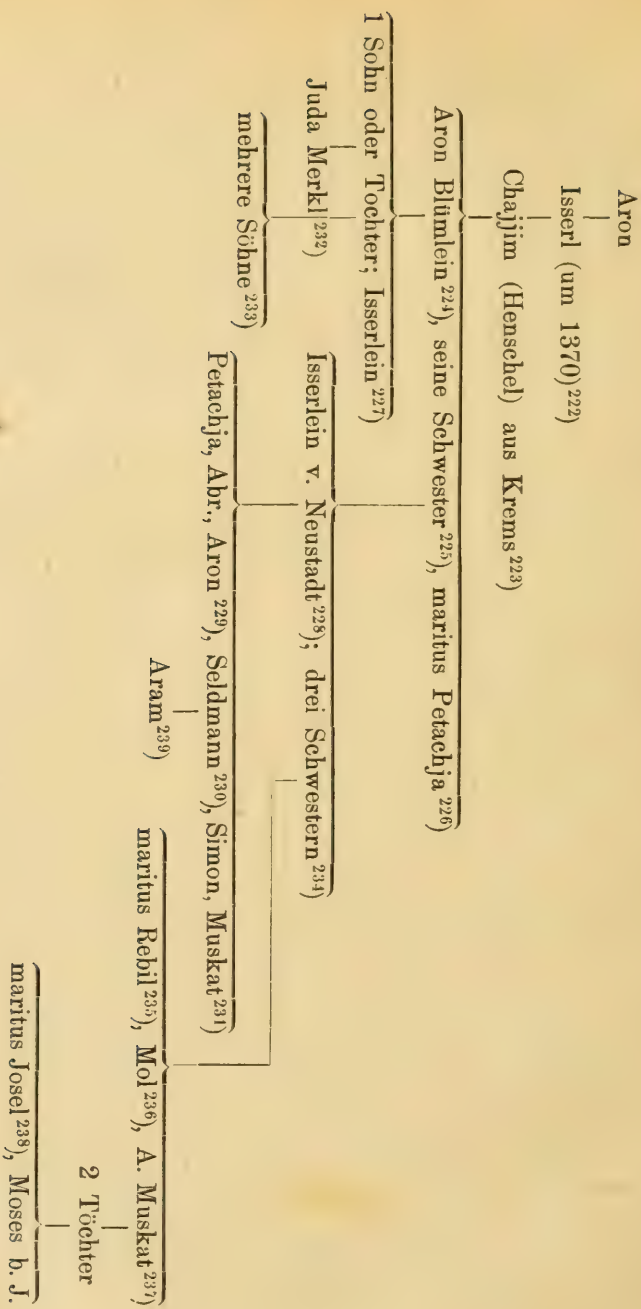 Aron
Isserl (um 1370)²²²)
Chajjim (Henschel) aus Krems²²³)
Aron Blümlein²²⁴), seine Schwester²²⁵), maritus Petachja²²⁶)
1 Sohn oder Tochter; Isserlein²²⁷)
Isserlein v. Neustadt²²⁸); drei Schwestern²³⁴)
Juda Merkl²³²)
mehrere Söhne²³³)
Petachja, Abr., Aron²²⁹), Seldmann²³⁰), Simon, Muskat²³¹)
Aram²³⁹)
maritus Rebil²³⁵), Mol²³⁶), A. Muskat²³⁷)
2 Töchter
maritus Josel²³⁸), Moses b. J.